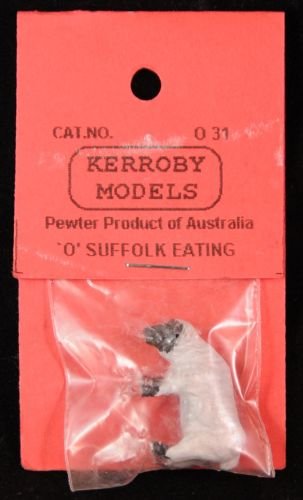 CAT.NO. O 31
KERROBY
MODELS
Pewter Product of Australia
`O' SUFFOLK EATING